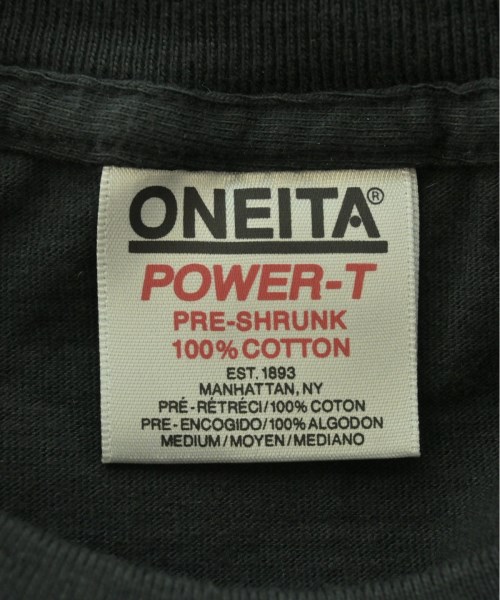 ONEITA®
POWER-T
PRE-SHRUNK
100% COTTON
EST. 1893
MANHATTAN, NY
PRÉ-RÉTRÉCI/100% COTON
PRE-ENCOGIDO/100% ALGODON
MEDIUM/MOYEN/MEDIANO